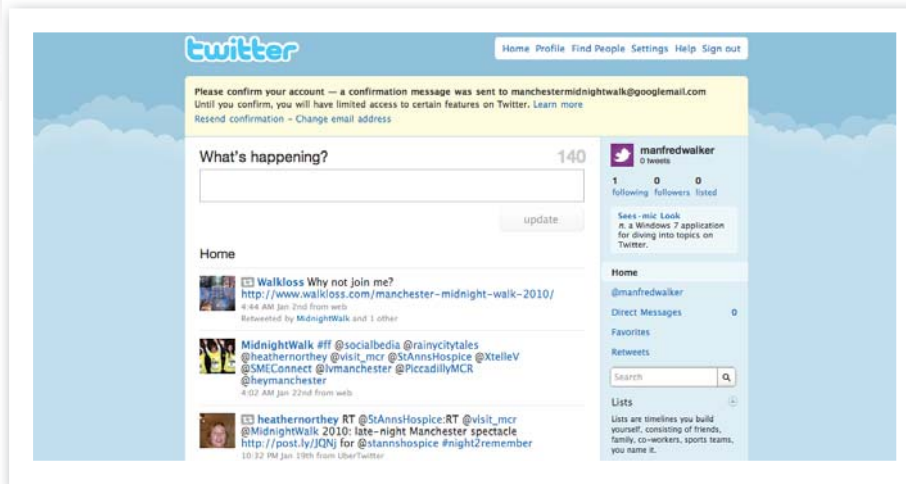 twitter
Home Profile Find People Settings Help Sign out
Please confirm your account — a confirmation message was sent to manchestermidnightwalk@googlemail.com
Until you confirm, you will have limited access to certain features on Twitter. Learn more
Resend confirmation – Change email address
What's happening?
140
update
Home
Walkloss Why not join me?
http://www.walkloss.com/manchester-midnight-walk-2010/
4:44 AM Jan 2nd from web
Retweeted by MidnightWalk and 1 other
MidnightWalk #ff @socialbedia @rainycitytales
@heathernorthey @visit_mcr @StAnnsHospice @XtelleV
@SMEConnect @lvmanchester @PiccadillyMCR
@heymanchester
4:02 AM Jan 22nd from web
heathernorthey RT @StAnnsHospice:RT @visit_mcr
@MidnightWalk 2010: late-night Manchester spectacle
http://post.ly/JQNj for @stannshospice #night2remember
10:32 PM Jan 19th from UberTwitter
manfredwalker
0 tweets
1 0 0
following followers listed
Sees·mic Look
n. a Windows 7 application
for diving into topics on
Twitter.
Home
@manfredwalker
Direct Messages 0
Favorites
Retweets
Search
Lists
Lists are timelines you build
yourself, consisting of friends,
family, co-workers, sports teams,
you name it.